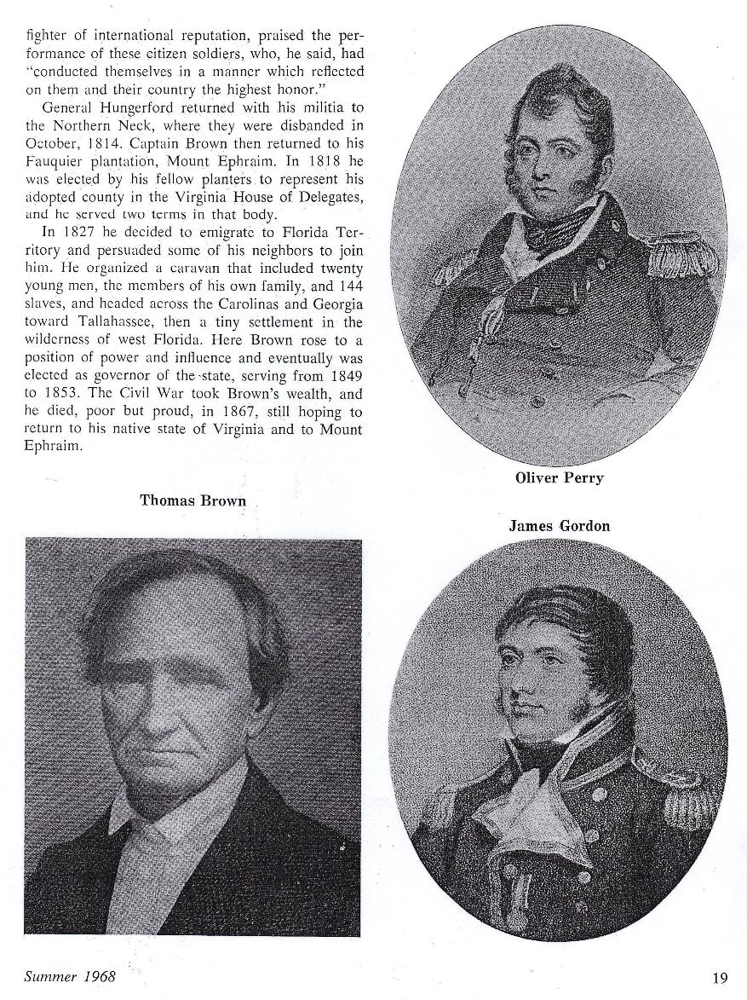 fighter of international reputation, praised the per-
formance of these citizen soldiers, who, he said, had
“conducted themselves in a manner which reflected
on them and their country the highest honor.”
General Hungerford returned with his militia to
the Northern Neck, where they were disbanded in
October, 1814. Captain Brown then returned to his
Fauquier plantation, Mount Ephraim. In 1818 he
was elected by his fellow planters to represent his
adopted county in the Virginia House of Delegates,
and he served two terms in that body.
In 1827 he decided to emigrate to Florida Ter-
ritory and persuaded some of his neighbors to join
him. He organized a caravan that included twenty
young men, the members of his own family, and 144
slaves, and headed across the Carolinas and Georgia
toward Tallahassee, then a tiny settlement in the
wilderness of west Florida. Here Brown rose to a
position of power and influence and eventually was
elected as governor of the state, serving from 1849
to 1853. The Civil War took Brown’s wealth, and
he died, poor but proud, in 1867, still hoping to
return to his native state of Virginia and to Mount
Ephraim.
Oliver Perry
Thomas Brown
James Gordon
Summer 1968
19